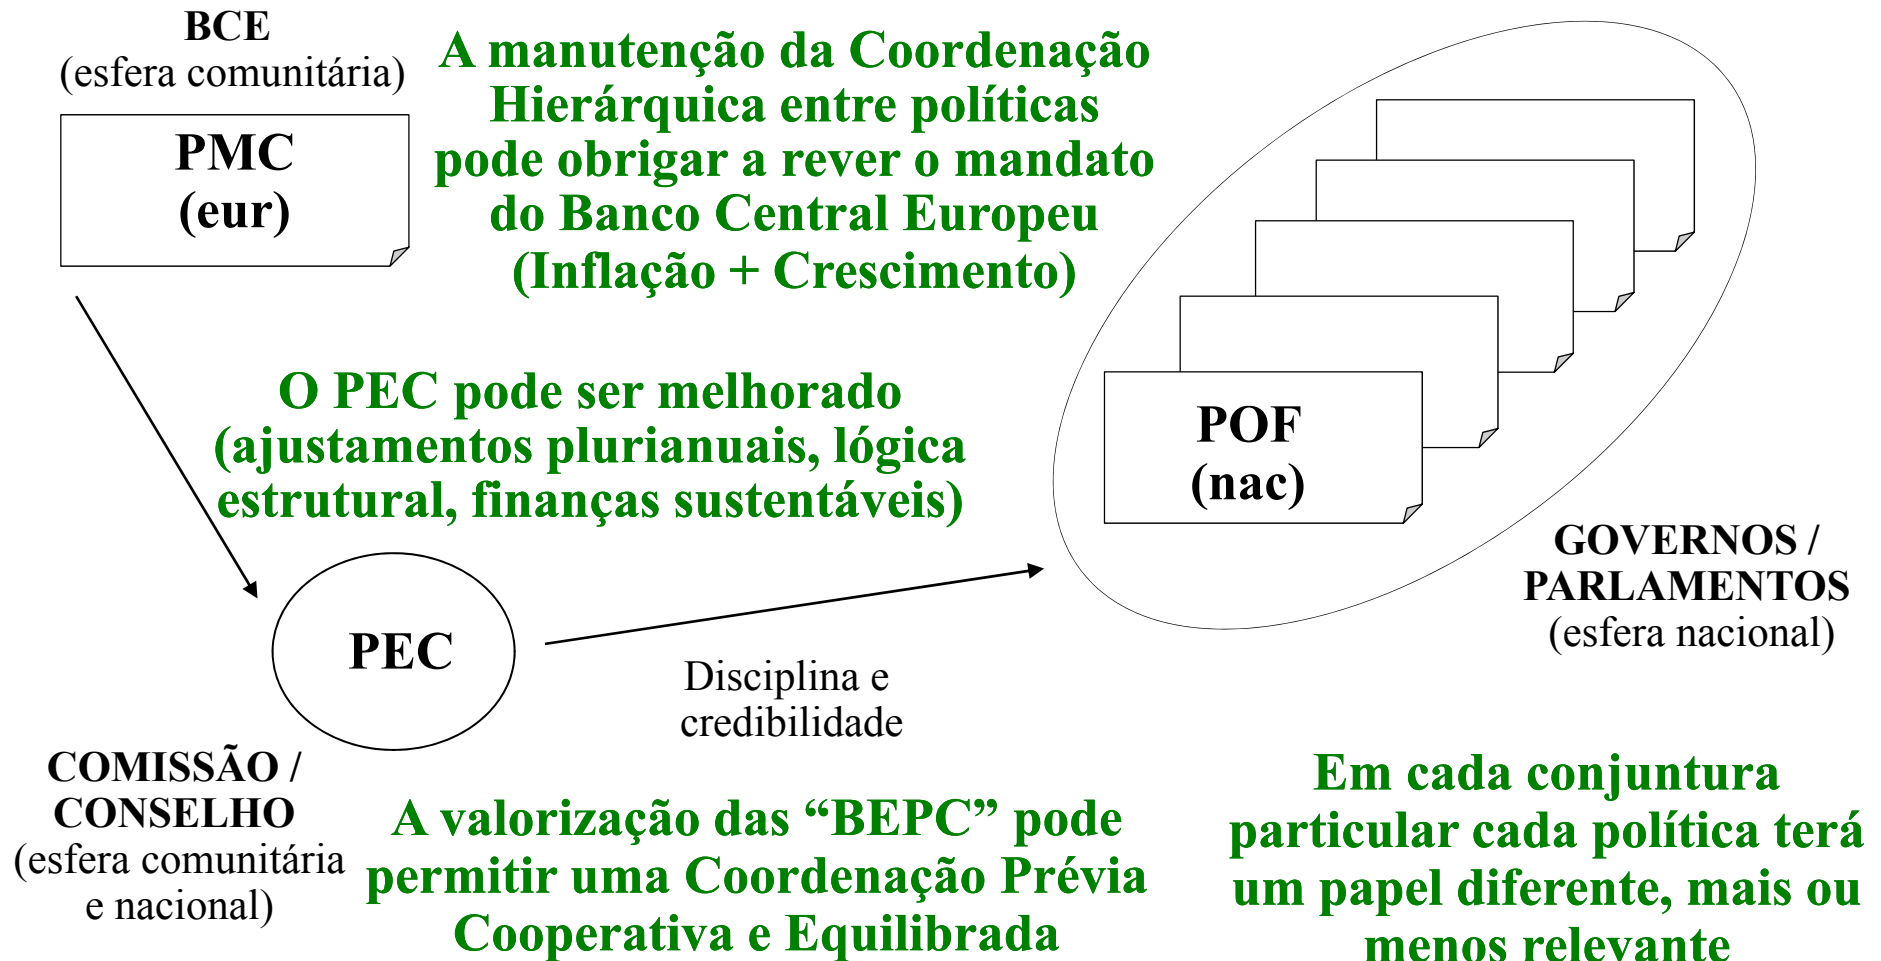 BCE
(esfera comunitária)
PMC
(eur)
A manutenção da Coordenação
Hierárquica entre políticas
pode obrigar a rever o mandato
do Banco Central Europeu
(Inflação + Crescimento)
O PEC pode ser melhorado
(ajustamentos plurianuais, lógica
estrutural, finanças sustentáveis)
POF
(nac)
GOVERNOS /
PARLAMENTOS
(esfera nacional)
PEC
Disciplina e
credibilidade
COMISSÃO /
CONSELHO
(esfera comunitária
e nacional)
A valorização das “BEPC” pode
permitir uma Coordenação Prévia
Cooperativa e Equilibrada
Em cada conjuntura
particular cada política terá
um papel diferente, mais ou
menos relevante